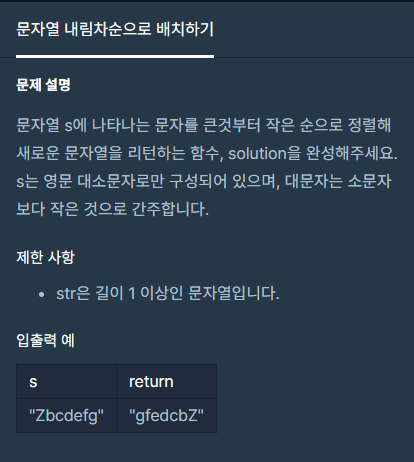 문자열 내림차순으로 배치하기
문제 설명
문자열 s에 나타나는 문자를 큰것부터 작은 순으로 정렬해
새로운 문자열을 리턴하는 함수, solution을 완성해주세요.
s는 영문 대소문자로만 구성되어 있으며, 대문자는 소문자
보다 작은 것으로 간주합니다.
제한 사항
• str은 길이 1 이상인 문자열입니다.
입출력 예
s return
"Zbcdefg" "gfedcbZ"